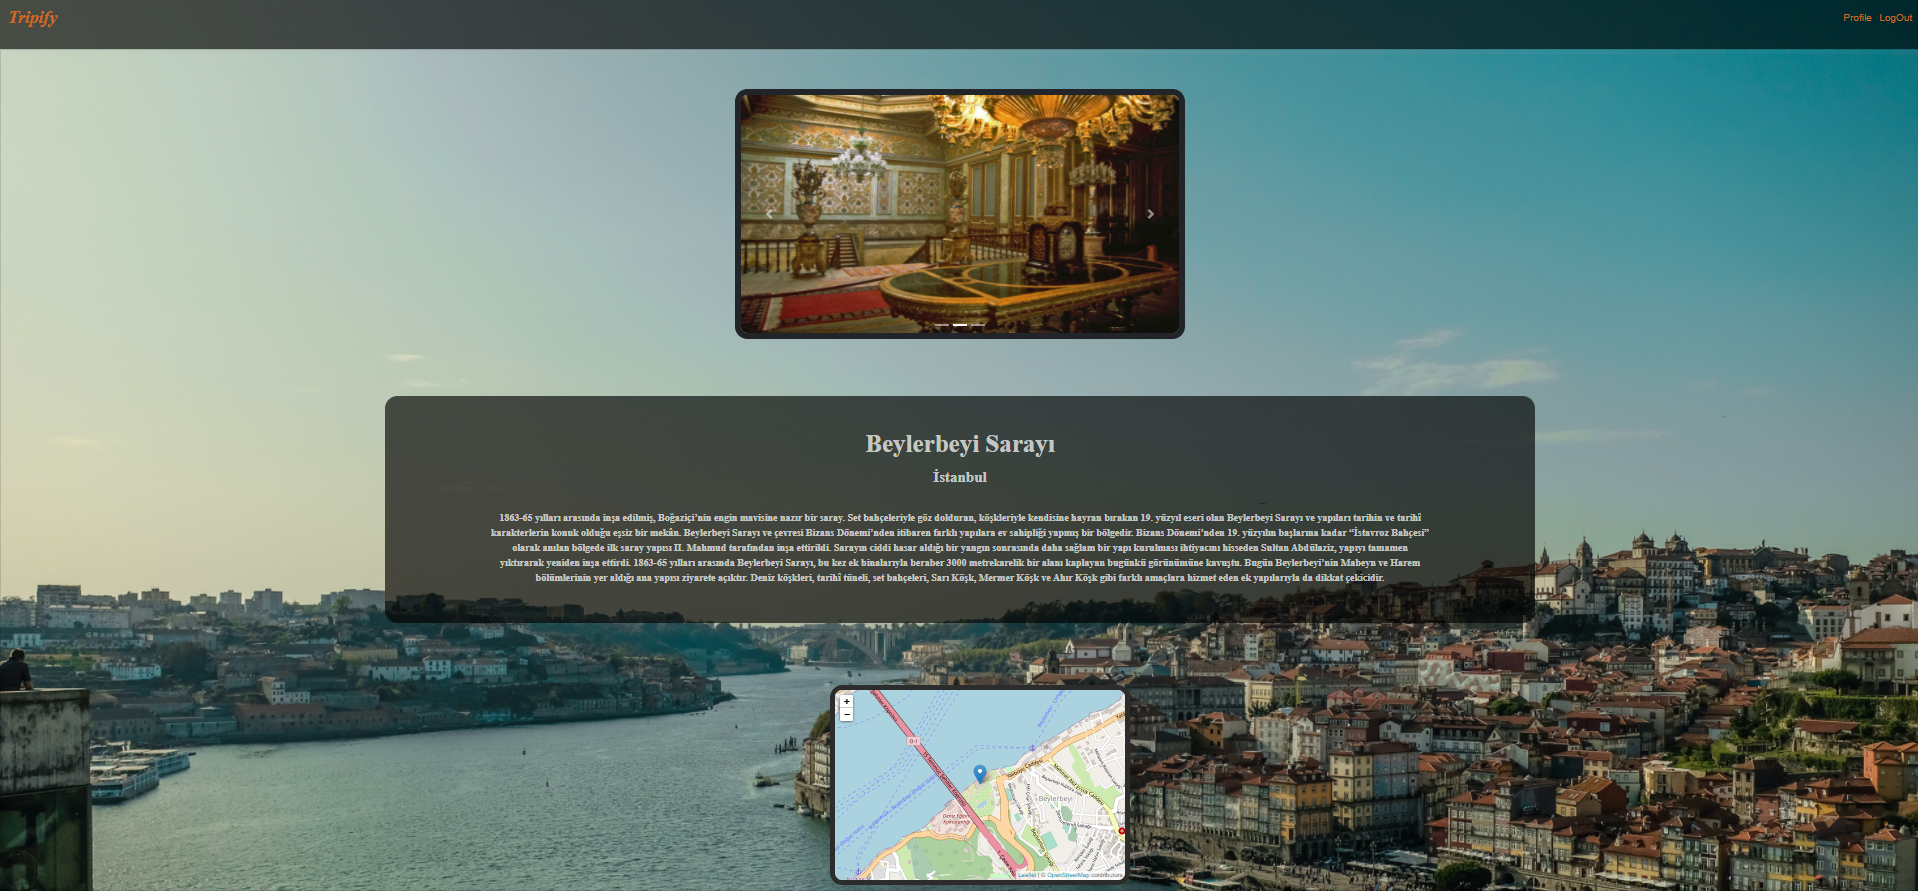 Tripify
Profile LogOut
Beylerbeyi Sarayı
İstanbul
1863-65 yılları arasında inşa edilmiş, Boğaziçi’nin engin mavisine nazır bir saray. Set bahçeleriyle göz dolduran, köşkleriyle kendisine hayran bırakan 19. yüzyıl eseri olan Beylerbeyi Sarayı ve yapıları tarihin ve tarihî
karakterlerin konuk olduğu eşsiz bir mekân. Beylerbeyi Sarayı ve çevresi Bizans Dönemi’nden itibaren farklı yapılara ev sahipliği yapmış bir bölgedir. Bizans Dönemi’nden 19. yüzyılın başlarına kadar “İstavroz Bahçesi”
olarak anılan bölgede ilk saray yapısı II. Mahmud tarafından inşa ettirildi. Sarayın ciddi hasar aldığı bir yangın sonrasında daha sağlam bir yapı kurulması ihtiyacını hisseden Sultan Abdülaziz, yapıyı tamamen
yıktırarak yeniden inşa ettirdi. 1863-65 yılları arasında Beylerbeyi Sarayı, bu kez ek binalarıyla beraber 3000 metrekarelik bir alanı kaplayan bugünkü görünümüne kavuştu. Bugün Beylerbeyi’nin Mabeyn ve Harem
bölümlerinin yer aldığı ana yapısı ziyarete açıktır. Deniz köşkleri, tarihî tüneli, set bahçeleri, Sarı Köşk, Mermer Köşk ve Ahır Köşk gibi farklı amaçlara hizmet eden ek yapılarıyla da dikkat çekicidir.
+
−
O-1
Yalıboyu Caddesi
Beylerbeyi
Deniz Eğitim
Komutanlığı
Leaflet | © OpenStreetMap contributors